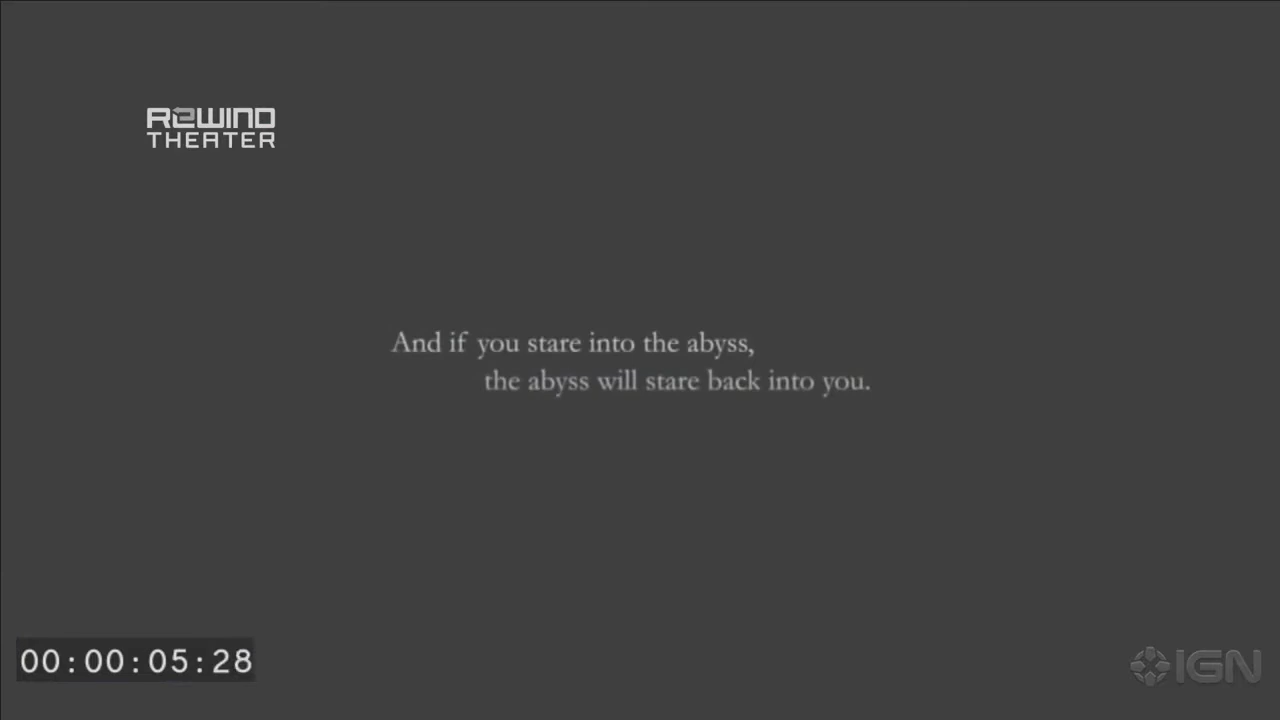 REWIND
THEATER
And if you stare into the abyss,
the abyss will stare back into you.
00:00:05:28
IGN